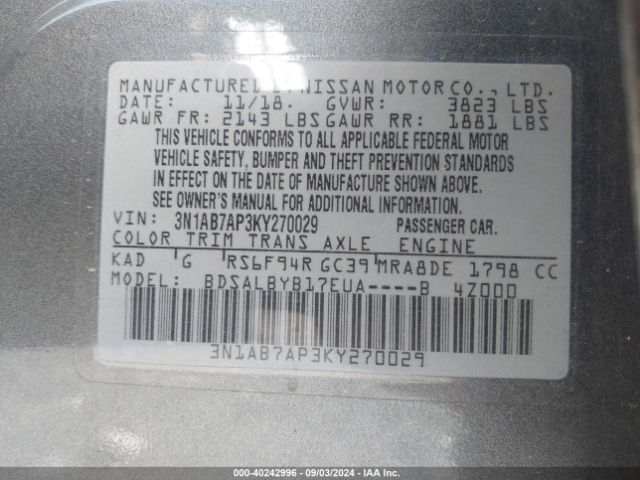 MANUFACTURED BY NISSAN MOTOR CO., LTD.
DATE: 11/18. GVWR: 3823 LBS
GAWR FR: 2143 LBS GAWR RR: 1881 LBS
THIS VEHICLE CONFORMS TO ALL APPLICABLE FEDERAL MOTOR
VEHICLE SAFETY, BUMPER AND THEFT PREVENTION STANDARDS
IN EFFECT ON THE DATE OF MANUFACTURE SHOWN ABOVE.
SEE OWNER'S MANUAL FOR ADDITIONAL INFORMATION.
VIN: 3N1AB7AP3KY270029 PASSENGER CAR.
COLOR TRIM TRANS AXLE ENGINE
KAD G RS6F94R GC39 MRA8DE 1798 CC
MODEL: BDSALBYB17EUA----B 4Z000
3N1AB7AP3KY270029
000-40242996 - 09/03/2024 - IAA Inc.